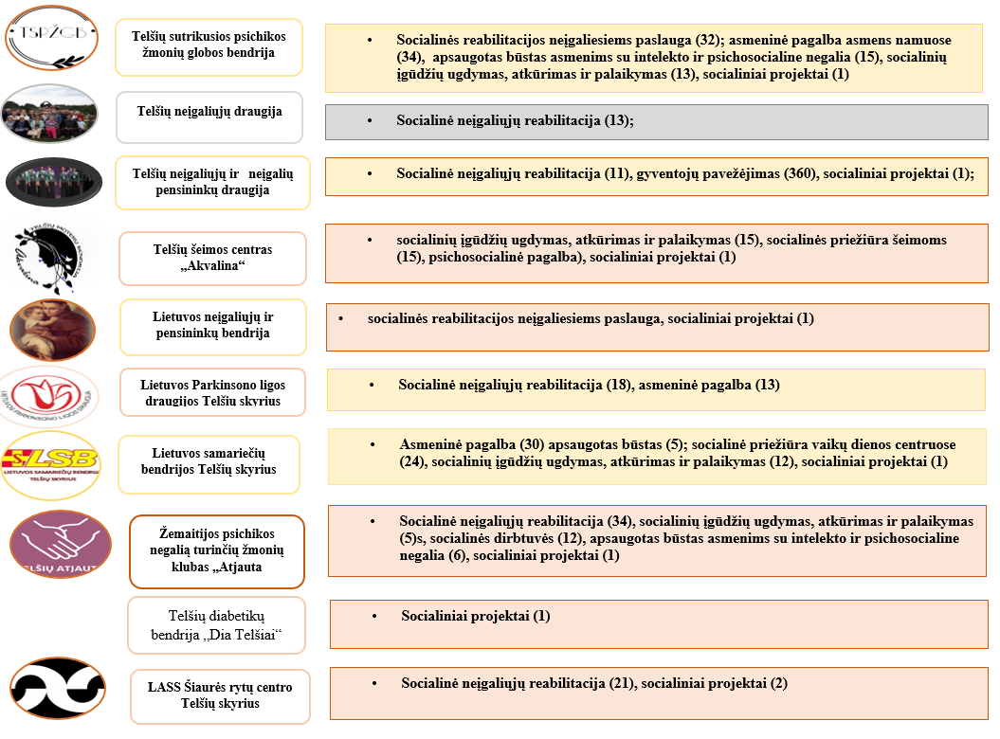 TSPŽGB
Telšių sutrikusios psichikos
žmonių globos bendrija
• Socialinės reabilitacijos neįgaliesiems paslauga (32); asmeninė pagalba asmens namuose
(34), apsaugotas būstas asmenims su intelekto ir psichosocialine negalia (15), socialinių
įgūdžių ugdymas, atkūrimas ir palaikymas (13), socialiniai projektai (1)
Telšių neįgaliųjų draugija
• Socialinė neįgaliųjų reabilitacija (13);
Telšių neįgaliųjų ir neįgalių
pensininkų draugija
• Socialinė neįgaliųjų reabilitacija (11), gyventojų pavežėjimas (360), socialiniai projektai (1);
Akvalina
Telšių šeimos centras
„Akvalina“
• socialinių įgūdžių ugdymas, atkūrimas ir palaikymas (15), socialinės priežiūra šeimoms
(15), psichosocialinė pagalba), socialiniai projektai (1)
Lietuvos neįgaliųjų ir
pensininkų bendrija
• socialinės reabilitacijos neįgaliesiems paslauga, socialiniai projektai (1)
LIETUVOS PARKINSONO LIGOS DRAUGIJA
Lietuvos Parkinsono ligos
draugijos Telšių skyrius
• Socialinė neįgaliųjų reabilitacija (18), asmeninė pagalba (13)
LSB
LIETUVOS SAMARIEČIŲ BENDRIJ
TELŠIŲ SKYRIUS
Lietuvos samariečių
bendrijos Telšių skyrius
• Asmeninė pagalba (30) apsaugotas būstas (5); socialinė priežiūra vaikų dienos centruose
(24), socialinių įgūdžių ugdymas, atkūrimas ir palaikymas (12), socialiniai projektai (1)
ELŠIŲ ATJAUT
Žemaitijos psichikos
negalią turinčių žmonių
klubas „Atjauta
• Socialinė neįgaliųjų reabilitacija (34), socialinių įgūdžių ugdymas, atkūrimas ir palaikymas
(5)s, socialinės dirbtuvės (12), apsaugotas būstas asmenims su intelekto ir psichosocialine
negalia (6), socialiniai projektai (1)
Telšių diabetikų
bendrija „Dia Telšiai“
• Socialiniai projektai (1)
LASS Šiaurės rytų centro
Telšių skyrius
• Socialinė neįgaliųjų reabilitacija (21), socialiniai projektai (2)